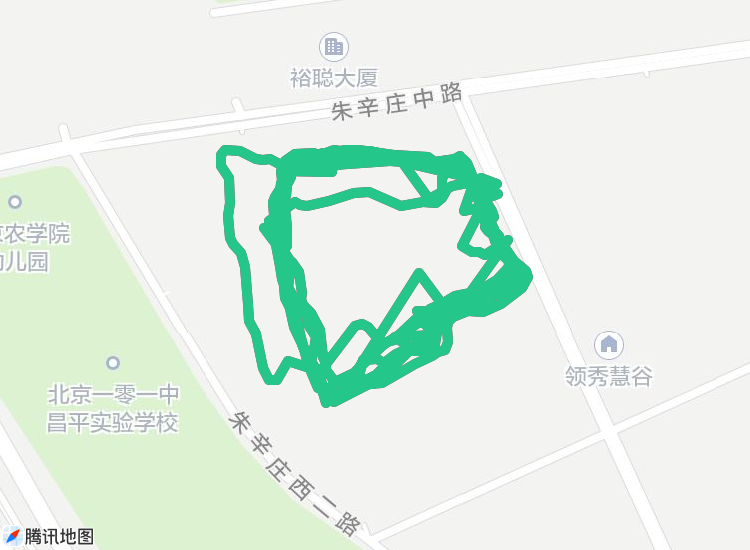 裕聪大厦
朱辛庄中路
农学院
儿园
领秀慧谷
北京一零一中
昌平实验学校
朱辛庄西二路
腾讯地图